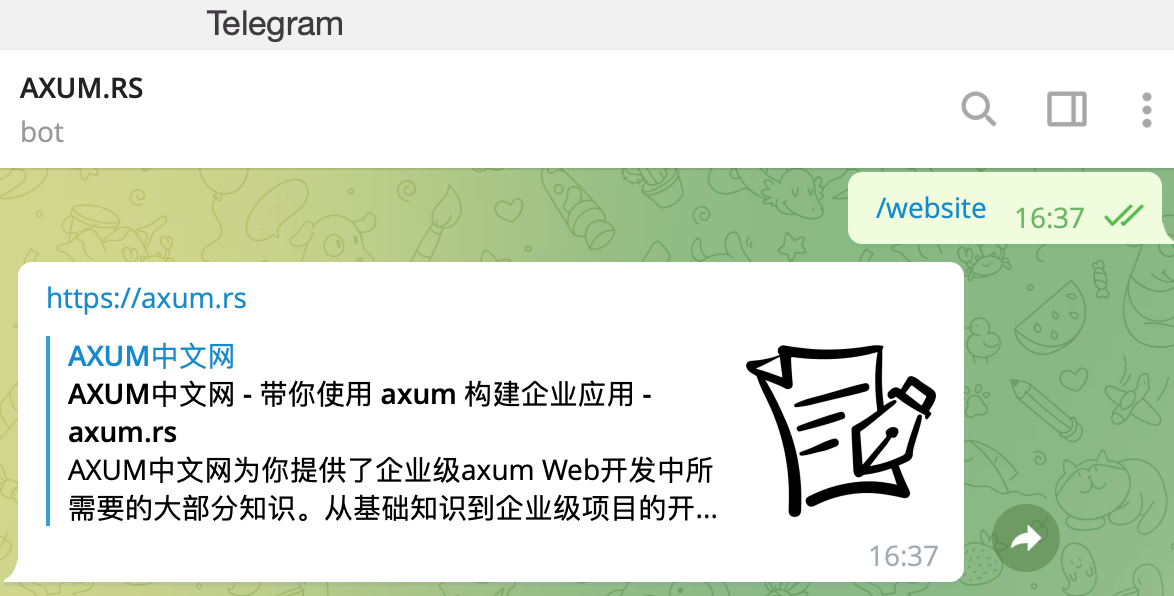 Telegram
AXUM.RS
bot
/website 16:37
https://axum.rs
AXUM中文网
AXUM中文网 - 带你使用 axum 构建企业应用 -
axum.rs
AXUM中文网为你提供了企业级axum Web开发中所
需要的大部分知识。从基础知识到企业级项目的开...
16:37